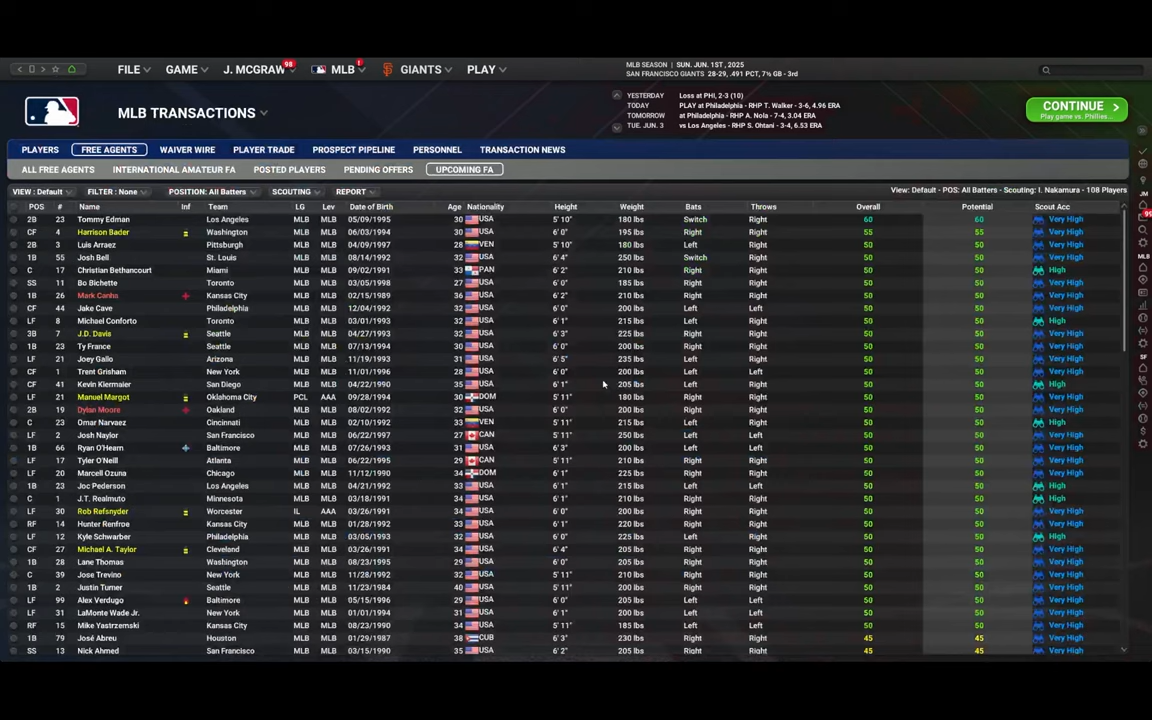 FILE GAME J. MCGRAW 98 MLB ! GIANTS PLAY
MLB SEASON | SUN. JUN. 1ST, 2025
SAN FRANCISCO GIANTS 28-29, .491 PCT, 7½ GB - 3rd
MLB TRANSACTIONS
YESTERDAY Loss at PHI, 2-3 (10)
TODAY PLAY at Philadelphia - RHP T. Walker - 3-6, 4.96 ERA
TOMORROW at Philadelphia - RHP A. Nola - 7-4, 3.04 ERA
TUE. JUN. 3 vs Los Angeles - RHP S. Ohtani - 3-4, 6.53 ERA
CONTINUE >
Play game vs. Phillies...
PLAYERS FREE AGENTS WAIVER WIRE PLAYER TRADE PROSPECT PIPELINE PERSONNEL TRANSACTION NEWS
ALL FREE AGENTS INTERNATIONAL AMATEUR FA POSTED PLAYERS PENDING OFFERS UPCOMING FA
VIEW : Default FILTER : None POSITION: All Batters SCOUTING REPORT View: Default - POS: All Batters - Scouting: I. Nakamura - 108 Players
POS # Name Inf Team LG Lev Date of Birth Age Nationality Height Weight Bats Throws Overall Potential Scout Acc
2B 23 Tommy Edman Los Angeles MLB MLB 05/09/1995 30 USA 5' 10" 180 lbs Switch Right 60 60 Very High
CF 4 Harrison Bader Washington MLB MLB 06/03/1994 30 USA 6' 0" 195 lbs Right Right 55 55 Very High
2B 3 Luis Arraez Pittsburgh MLB MLB 04/09/1997 28 VEN 5' 10" 180 lbs Left Right 50 50 Very High
1B 55 Josh Bell St. Louis MLB MLB 08/14/1992 32 USA 6' 4" 250 lbs Switch Right 50 50 Very High
C 17 Christian Bethancourt Miami MLB MLB 09/02/1991 33 PAN 6' 2" 210 lbs Right Right 50 50 High
SS 11 Bo Bichette Toronto MLB MLB 03/05/1998 27 USA 6' 0" 185 lbs Right Right 50 50 Very High
1B 26 Mark Canha Kansas City MLB MLB 02/15/1989 36 USA 6' 2" 210 lbs Right Right 50 50 Very High
CF 44 Jake Cave Philadelphia MLB MLB 12/04/1992 32 USA 6' 0" 200 lbs Left Left 50 50 Very High
LF 8 Michael Conforto Toronto MLB MLB 03/01/1993 32 USA 6' 1" 215 lbs Left Right 50 50 High
3B 7 J.D. Davis Seattle MLB MLB 04/27/1993 32 USA 6' 3" 225 lbs Right Right 50 50 Very High
1B 23 Ty France Seattle MLB MLB 07/13/1994 30 USA 6' 0" 200 lbs Right Right 50 50 Very High
LF 21 Joey Gallo Arizona MLB MLB 11/19/1993 31 USA 6' 5" 235 lbs Left Right 50 50 Very High
CF 1 Trent Grisham New York MLB MLB 11/01/1996 28 USA 6' 0" 200 lbs Left Left 50 50 Very High
CF 41 Kevin Kiermaier San Diego MLB MLB 04/22/1990 35 USA 6' 1" 205 lbs Left Right 50 50 High
LF 21 Manuel Margot Oklahoma City PCL AAA 09/28/1994 30 DOM 5' 11" 180 lbs Right Right 50 50 Very High
2B 19 Dylan Moore Oakland MLB MLB 08/02/1992 32 USA 6' 0" 205 lbs Right Right 50 50 Very High
C 23 Omar Narvaez Cincinnati MLB MLB 02/10/1992 33 VEN 5' 11" 215 lbs Left Right 50 50 High
LF 2 Josh Naylor San Francisco MLB MLB 06/22/1997 27 CAN 5' 11" 250 lbs Left Left 50 50 Very High
1B 66 Ryan O'Hearn Baltimore MLB MLB 07/26/1993 31 USA 6' 3" 200 lbs Left Left 50 50 Very High
LF 17 Tyler O'Neill Atlanta MLB MLB 06/22/1995 29 CAN 5' 11" 210 lbs Right Right 50 50 Very High
LF 20 Marcell Ozuna Chicago MLB MLB 11/12/1990 34 DOM 6' 1" 225 lbs Right Right 50 50 Very High
1B 23 Joc Pederson Los Angeles MLB MLB 04/21/1992 33 USA 6' 1" 215 lbs Left Left 50 50 High
C 1 J.T. Realmuto Minnesota MLB MLB 03/18/1991 34 USA 6' 1" 210 lbs Right Right 50 50 High
LF 30 Rob Refsnyder Worcester IL AAA 03/26/1991 34 USA 6' 0" 205 lbs Right Right 50 50 Very High
RF 14 Hunter Renfroe Kansas City MLB MLB 01/28/1992 33 USA 6' 1" 220 lbs Right Right 50 50 Very High
LF 12 Kyle Schwarber Philadelphia MLB MLB 03/05/1993 32 USA 6' 0" 225 lbs Left Right 50 50 High
CF 27 Michael A. Taylor Cleveland MLB MLB 03/26/1991 34 USA 6' 4" 205 lbs Right Right 50 50 Very High
1B 28 Lane Thomas Washington MLB MLB 08/23/1995 29 USA 6' 0" 205 lbs Right Right 50 50 Very High
C 39 Jose Trevino New York MLB MLB 11/28/1992 32 USA 5' 11" 210 lbs Right Right 50 50 Very High
1B 2 Justin Turner Seattle MLB MLB 11/23/1984 40 USA 5' 11" 200 lbs Right Right 50 50 Very High
LF 99 Alex Verdugo Baltimore MLB MLB 05/15/1996 29 USA 6' 0" 205 lbs Left Left 50 50 Very High
LF 31 LaMonte Wade Jr. New York MLB MLB 01/01/1994 31 USA 6' 1" 200 lbs Left Left 50 50 Very High
RF 15 Mike Yastrzemski Kansas City MLB MLB 08/23/1990 34 USA 5' 11" 185 lbs Left Left 50 50 Very High
1B 79 José Abreu Houston MLB MLB 01/29/1987 38 CUB 6' 3" 230 lbs Right Right 45 45 Very High
SS 13 Nick Ahmed San Francisco MLB MLB 03/15/1990 35 USA 6' 2" 205 lbs Right Right 45 45 Very High
JM
MLB
SF